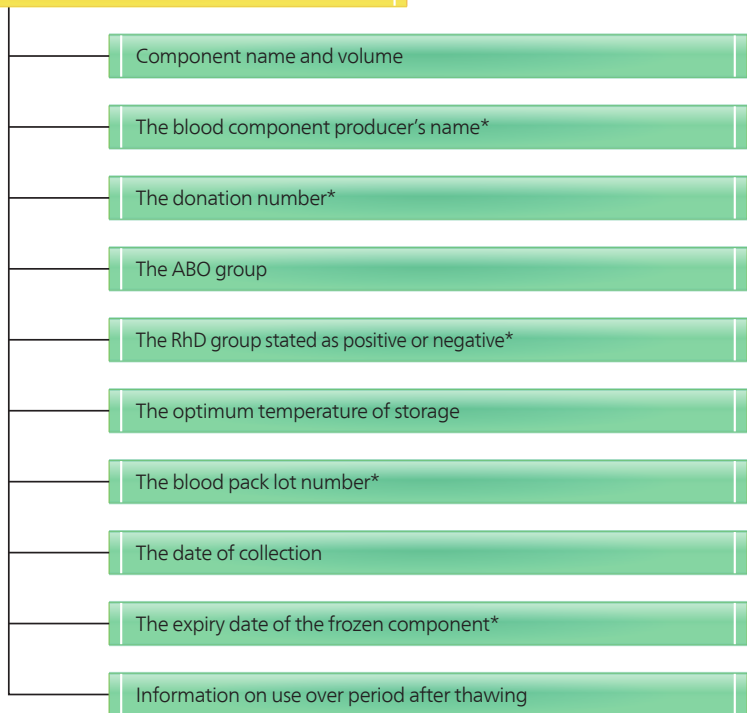 Component name and volume
The blood component producer’s name*
The donation number*
The ABO group
The RhD group stated as positive or negative*
The optimum temperature of storage
The blood pack lot number*
The date of collection
The expiry date of the frozen component*
Information on use over period after thawing